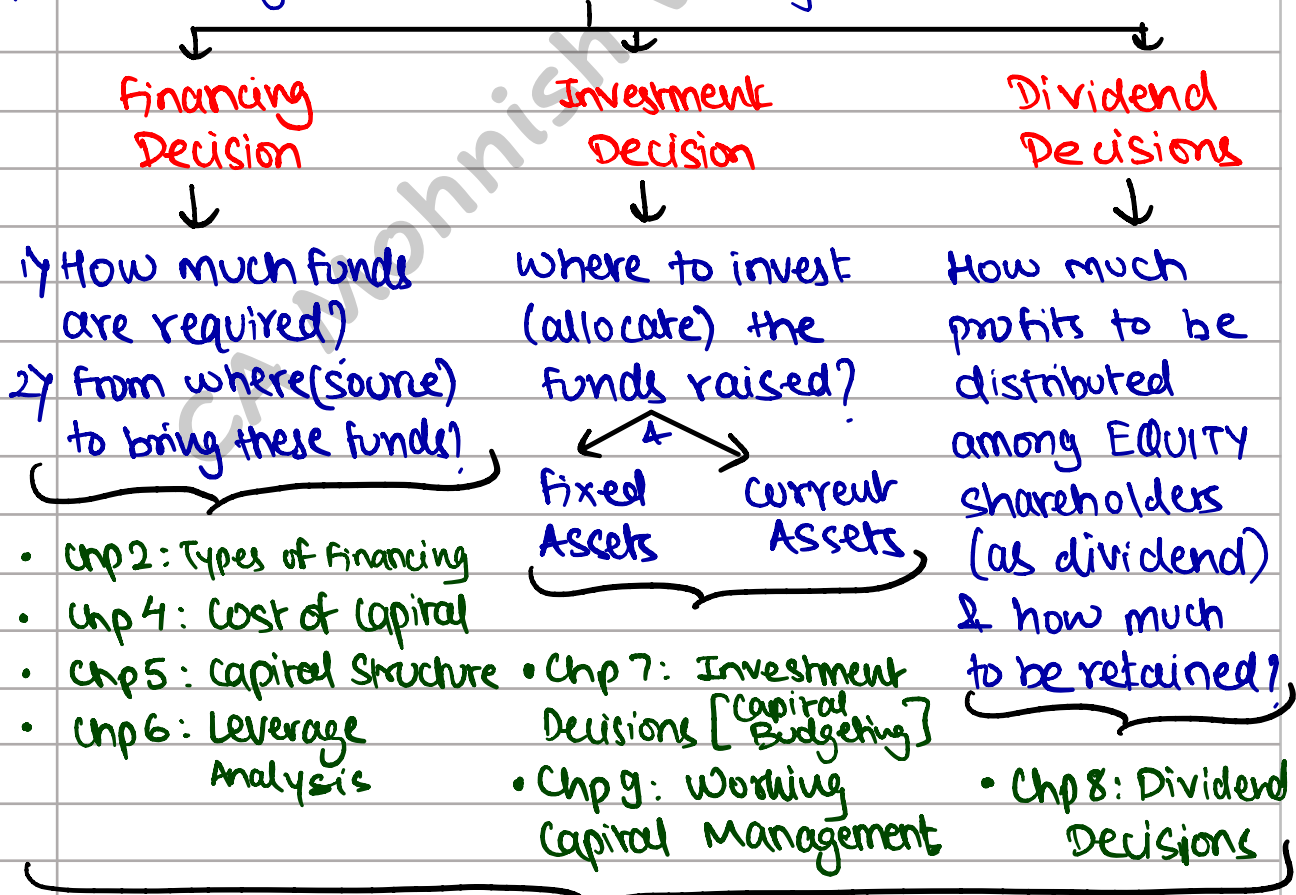 Financing
Decision
Investment
Decision
Dividend
Decisions
1) How much funds
are required?
2) From where (source)
to bring these funds?
Where to invest
(allocate) the
funds raised?
&
Fixed
Assets
Current
Assets
How much
profits to be
distributed
among EQUITY
shareholders
(as dividend)
& how much
to be retained?
• Chp 2: Types of Financing
• Chp 4: Cost of Capital
• Chp 5: Capital Structure
• Chp 6: Leverage
Analysis
• Chp 7: Investment
Decisions [Capital
Budgeting]
• Chp 9: Working
Capital Management
• Chp 8: Dividend
Decisions
CA Mohnish